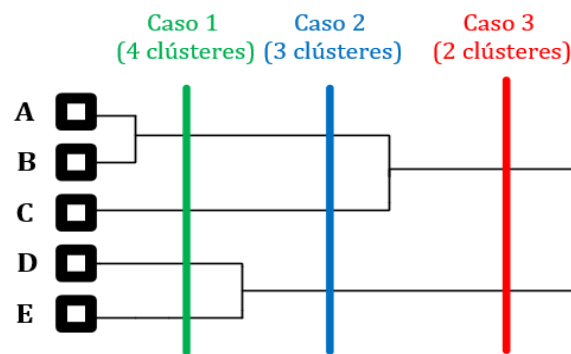 Caso 1
(4 clústeres)
Caso 2
(3 clústeres)
Caso 3
(2 clústeres)
A
B
C
D
E